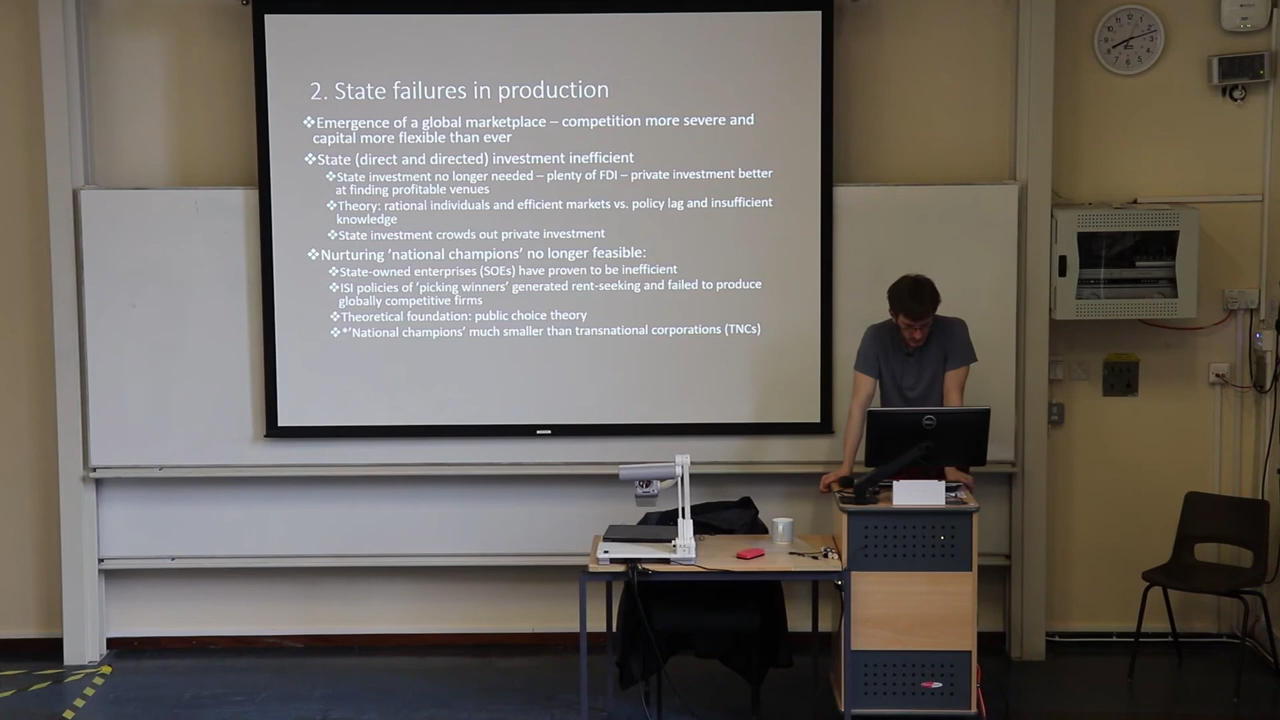 2. State failures in production
❖Emergence of a global marketplace – competition more severe and
capital more flexible than ever
❖State (direct and directed) investment inefficient
❖State investment no longer needed – plenty of FDI – private investment better
at finding profitable venues
❖Theory: rational individuals and efficient markets vs. policy lag and insufficient
knowledge
❖State investment crowds out private investment
❖Nurturing 'national champions' no longer feasible:
❖State-owned enterprises (SOEs) have proven to be inefficient
❖ISI policies of 'picking winners' generated rent-seeking and failed to produce
globally competitive firms
❖Theoretical foundation: public choice theory
❖*'National champions' much smaller than transnational corporations (TNCs)
DELL